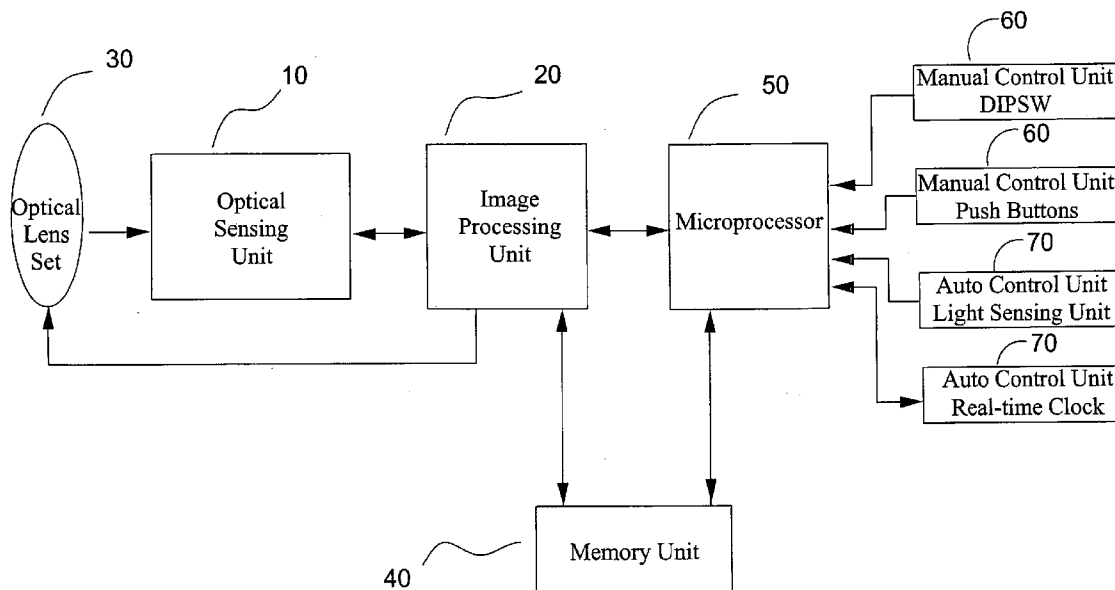 30
10
20
50
60
Manual Control Unit
DIPSW
60
Manual Control Unit
Push Buttons
70
Auto Control Unit
Light Sensing Unit
70
Auto Control Unit
Real-time Clock
Optical
Lens
Set
Optical
Sensing
Unit
Image
Processing
Unit
Microprocessor
40
Memory Unit